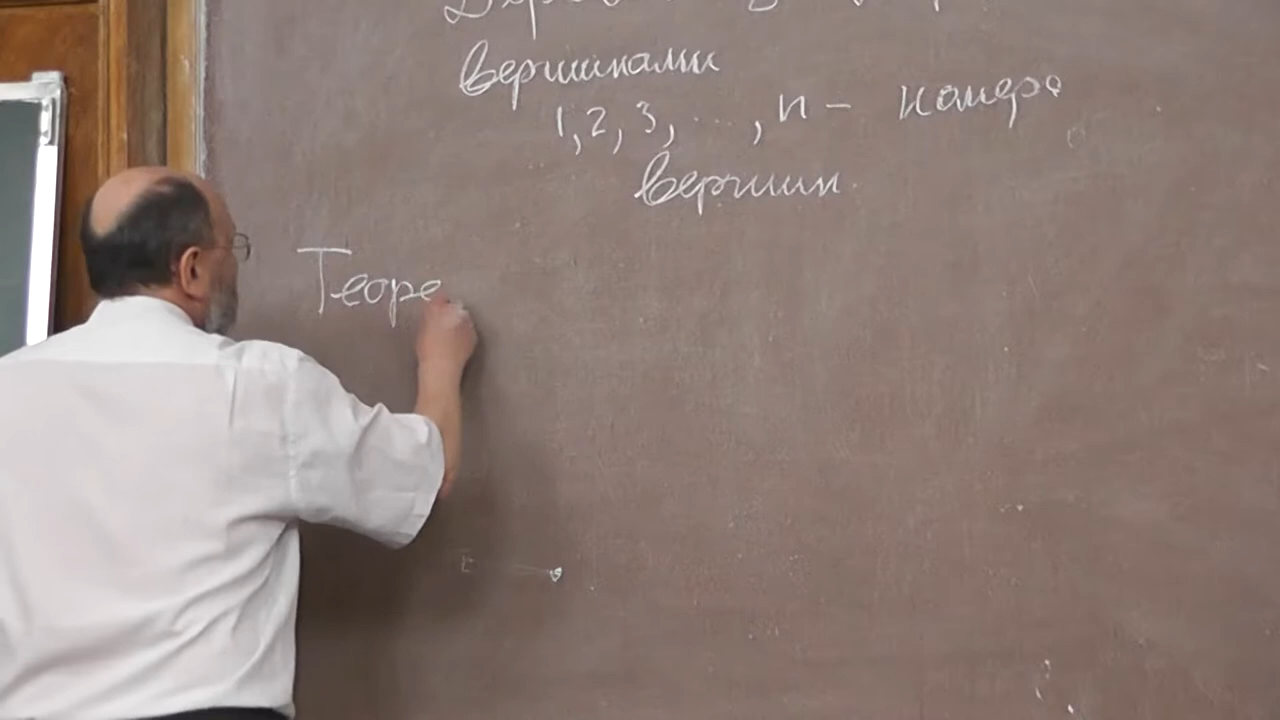 вершинами
1, 2, 3, ..., n – номера
вершин.
Теоре